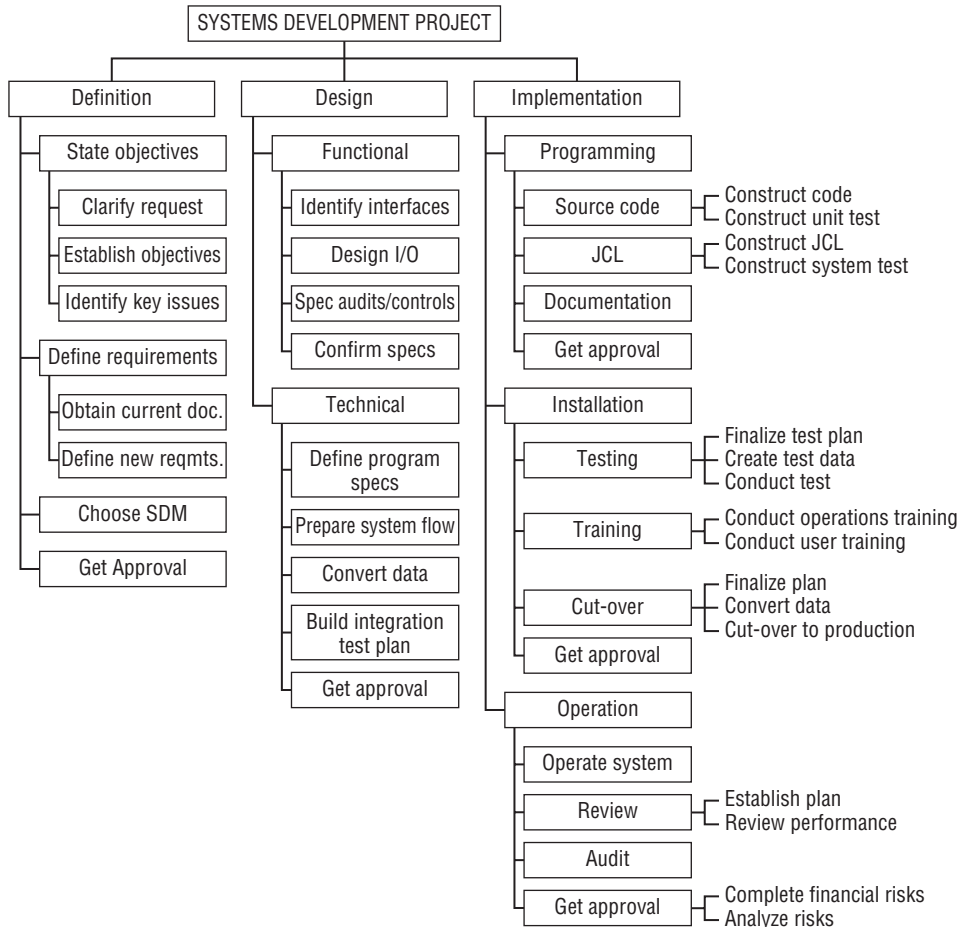 SYSTEMS DEVELOPMENT PROJECT
Definition
State objectives
Clarify request
Establish objectives
Identify key issues
Define requirements
Obtain current doc.
Define new reqmts.
Choose SDM
Get Approval
Design
Functional
Identify interfaces
Design I/O
Spec audits/controls
Confirm specs
Technical
Define program
specs
Prepare system flow
Convert data
Build integration
test plan
Get approval
Implementation
Programming
Source code
Construct code
Construct unit test
JCL
Construct JCL
Construct system test
Documentation
Get approval
Installation
Testing
Finalize test plan
Create test data
Conduct test
Training
Conduct operations training
Conduct user training
Cut-over
Finalize plan
Convert data
Cut-over to production
Get approval
Operation
Operate system
Review
Establish plan
Review performance
Audit
Get approval
Complete financial risks
Analyze risks